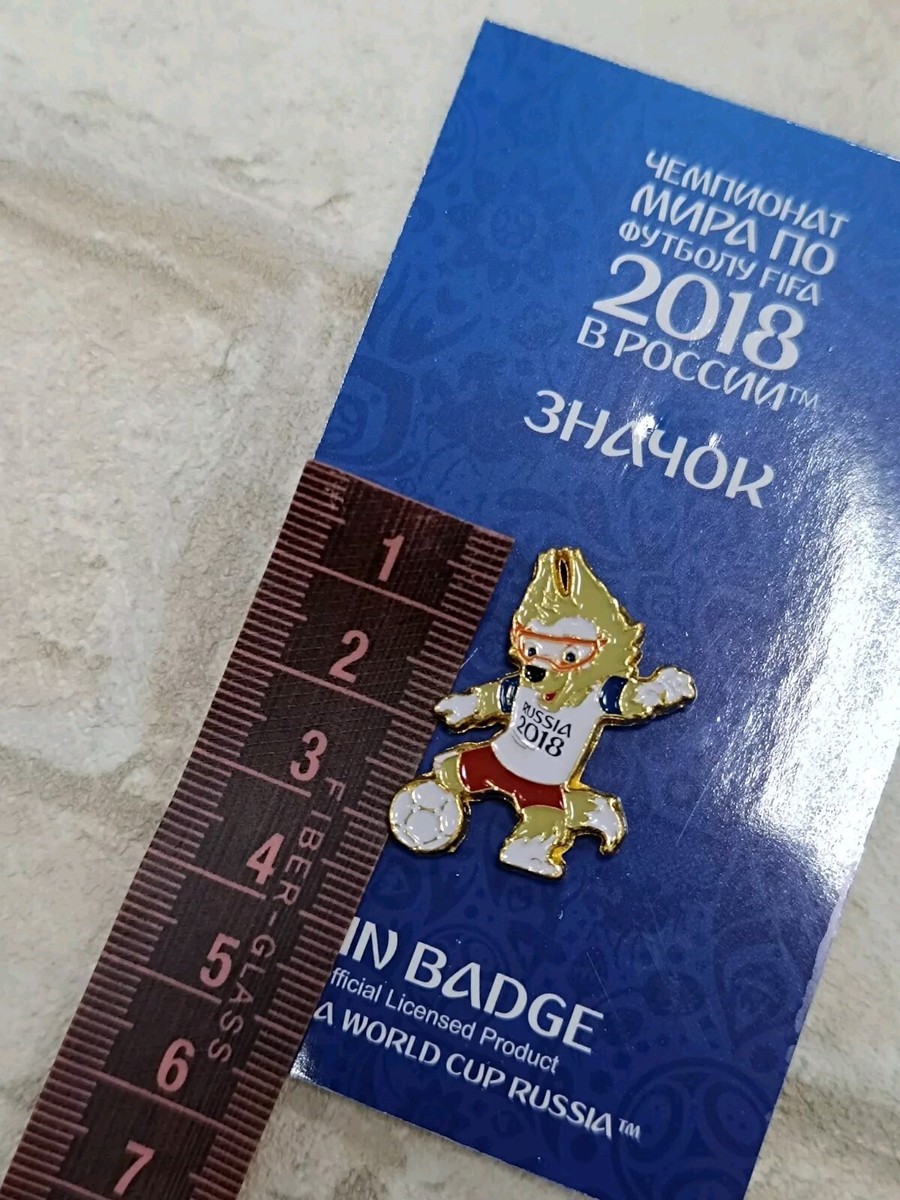 ЧЕМПИОНАТ
МИРА ПО
ФУТБОЛУ FIFA
2018
В РОССИИ™
ЗНАЧОК
RUSSIA
2018
IN BADGE
fficial Licensed Product
A WORLD CUP RUSSIA™
1
2
3
4
5
6
7
FIBER-GLASS